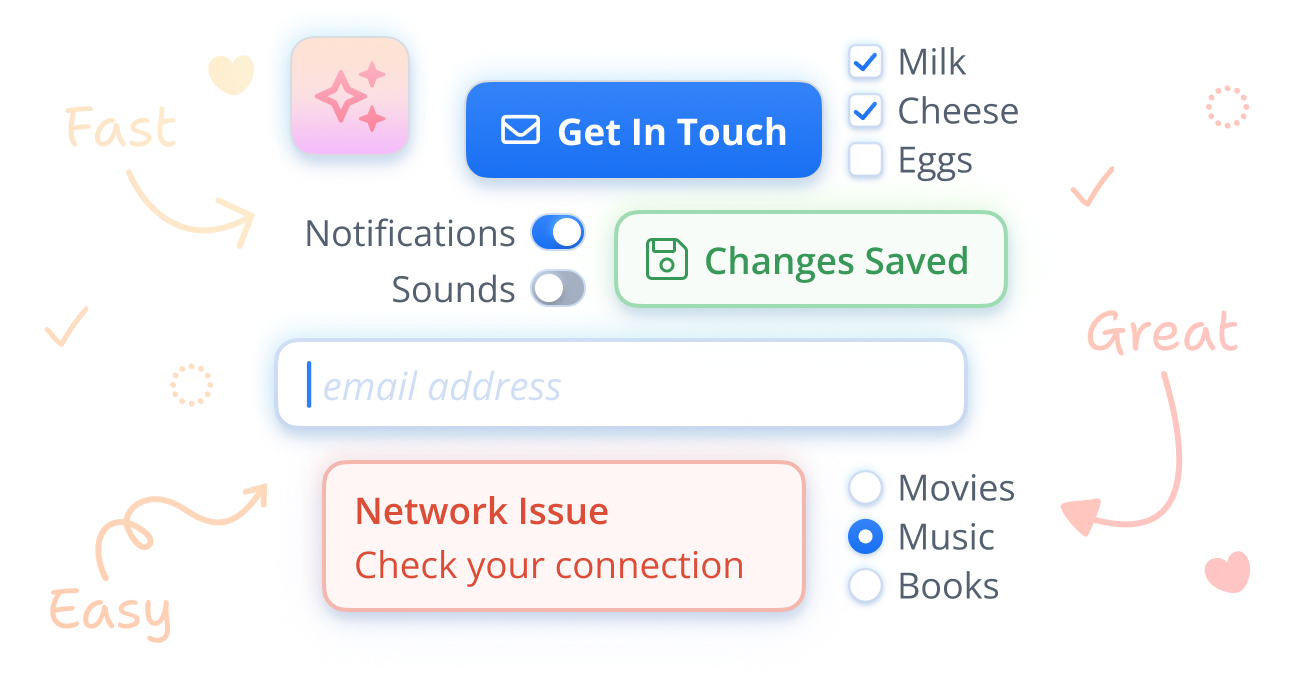 Fast
Get In Touch
Milk
Cheese
Eggs
Notifications
Sounds
Changes Saved
email address
Great
Network Issue
Check your connection
Movies
Music
Books
Easy